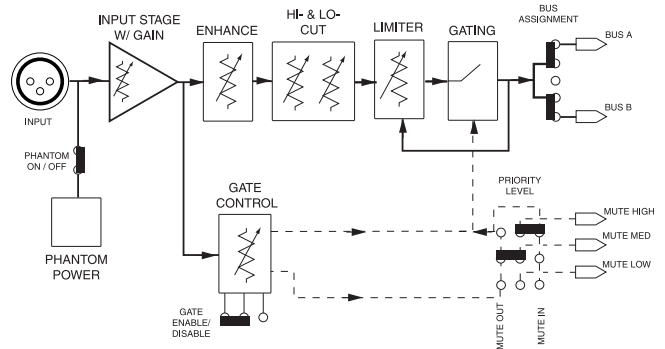 INPUT STAGE
W/ GAIN
ENHANCE
HI- & LO-
CUT
LIMITER
GATING
BUS
ASSIGNMENT
BUS A
BUS B
INPUT
PHANTOM
ON / OFF
PHANTOM
POWER
GATE
CONTROL
GATE
ENABLE/
DISABLE
PRIORITY
LEVEL
MUTE HIGH
MUTE MED
MUTE LOW
MUTE OUT
MUTE IN